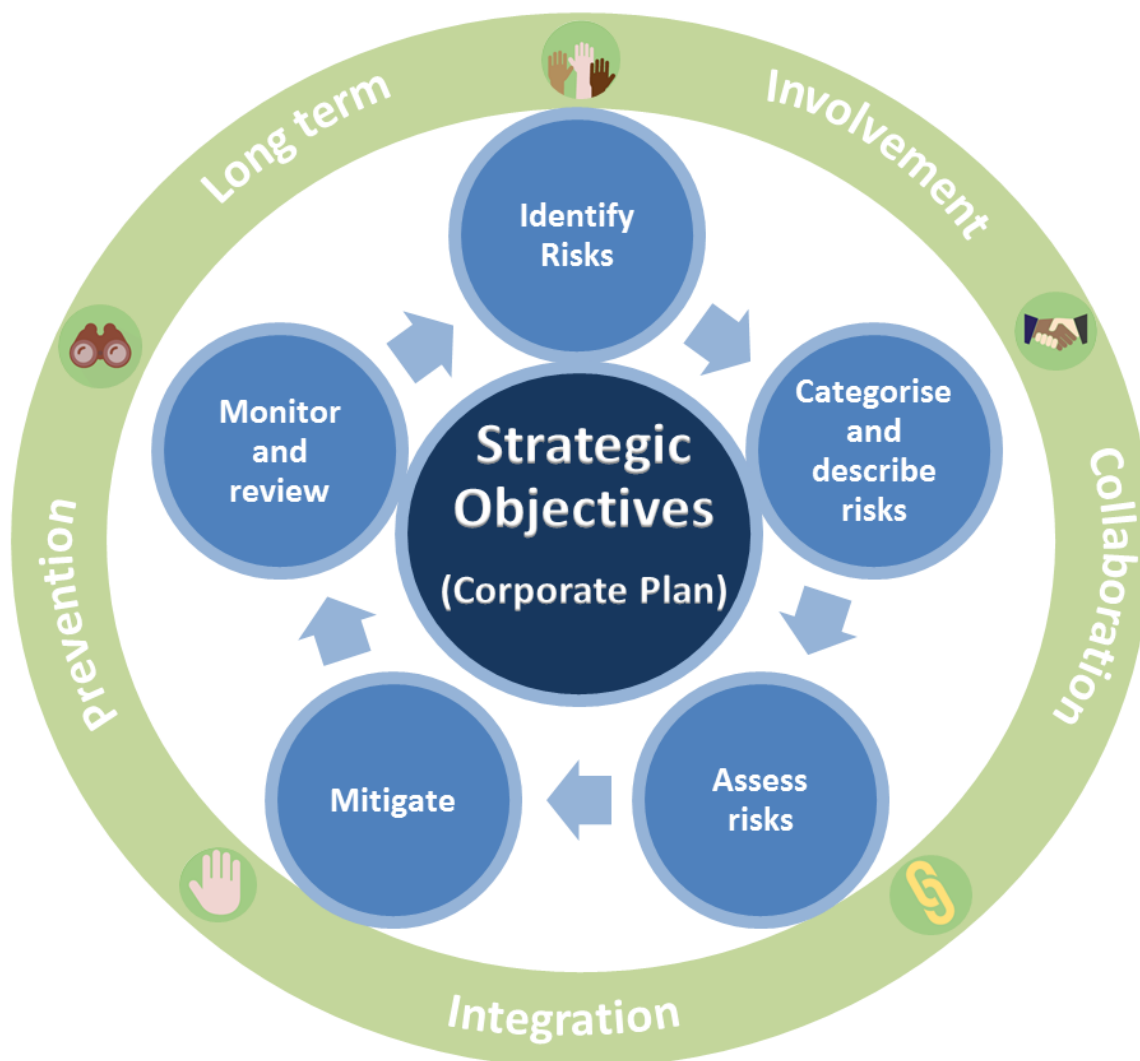 Long term
Involvement
Identify
Risks
Monitor
and
review
Categorise
and
describe
risks
Strategic
Objectives
(Corporate Plan)
Prevention
Collaboration
Mitigate
Assess
risks
Integration